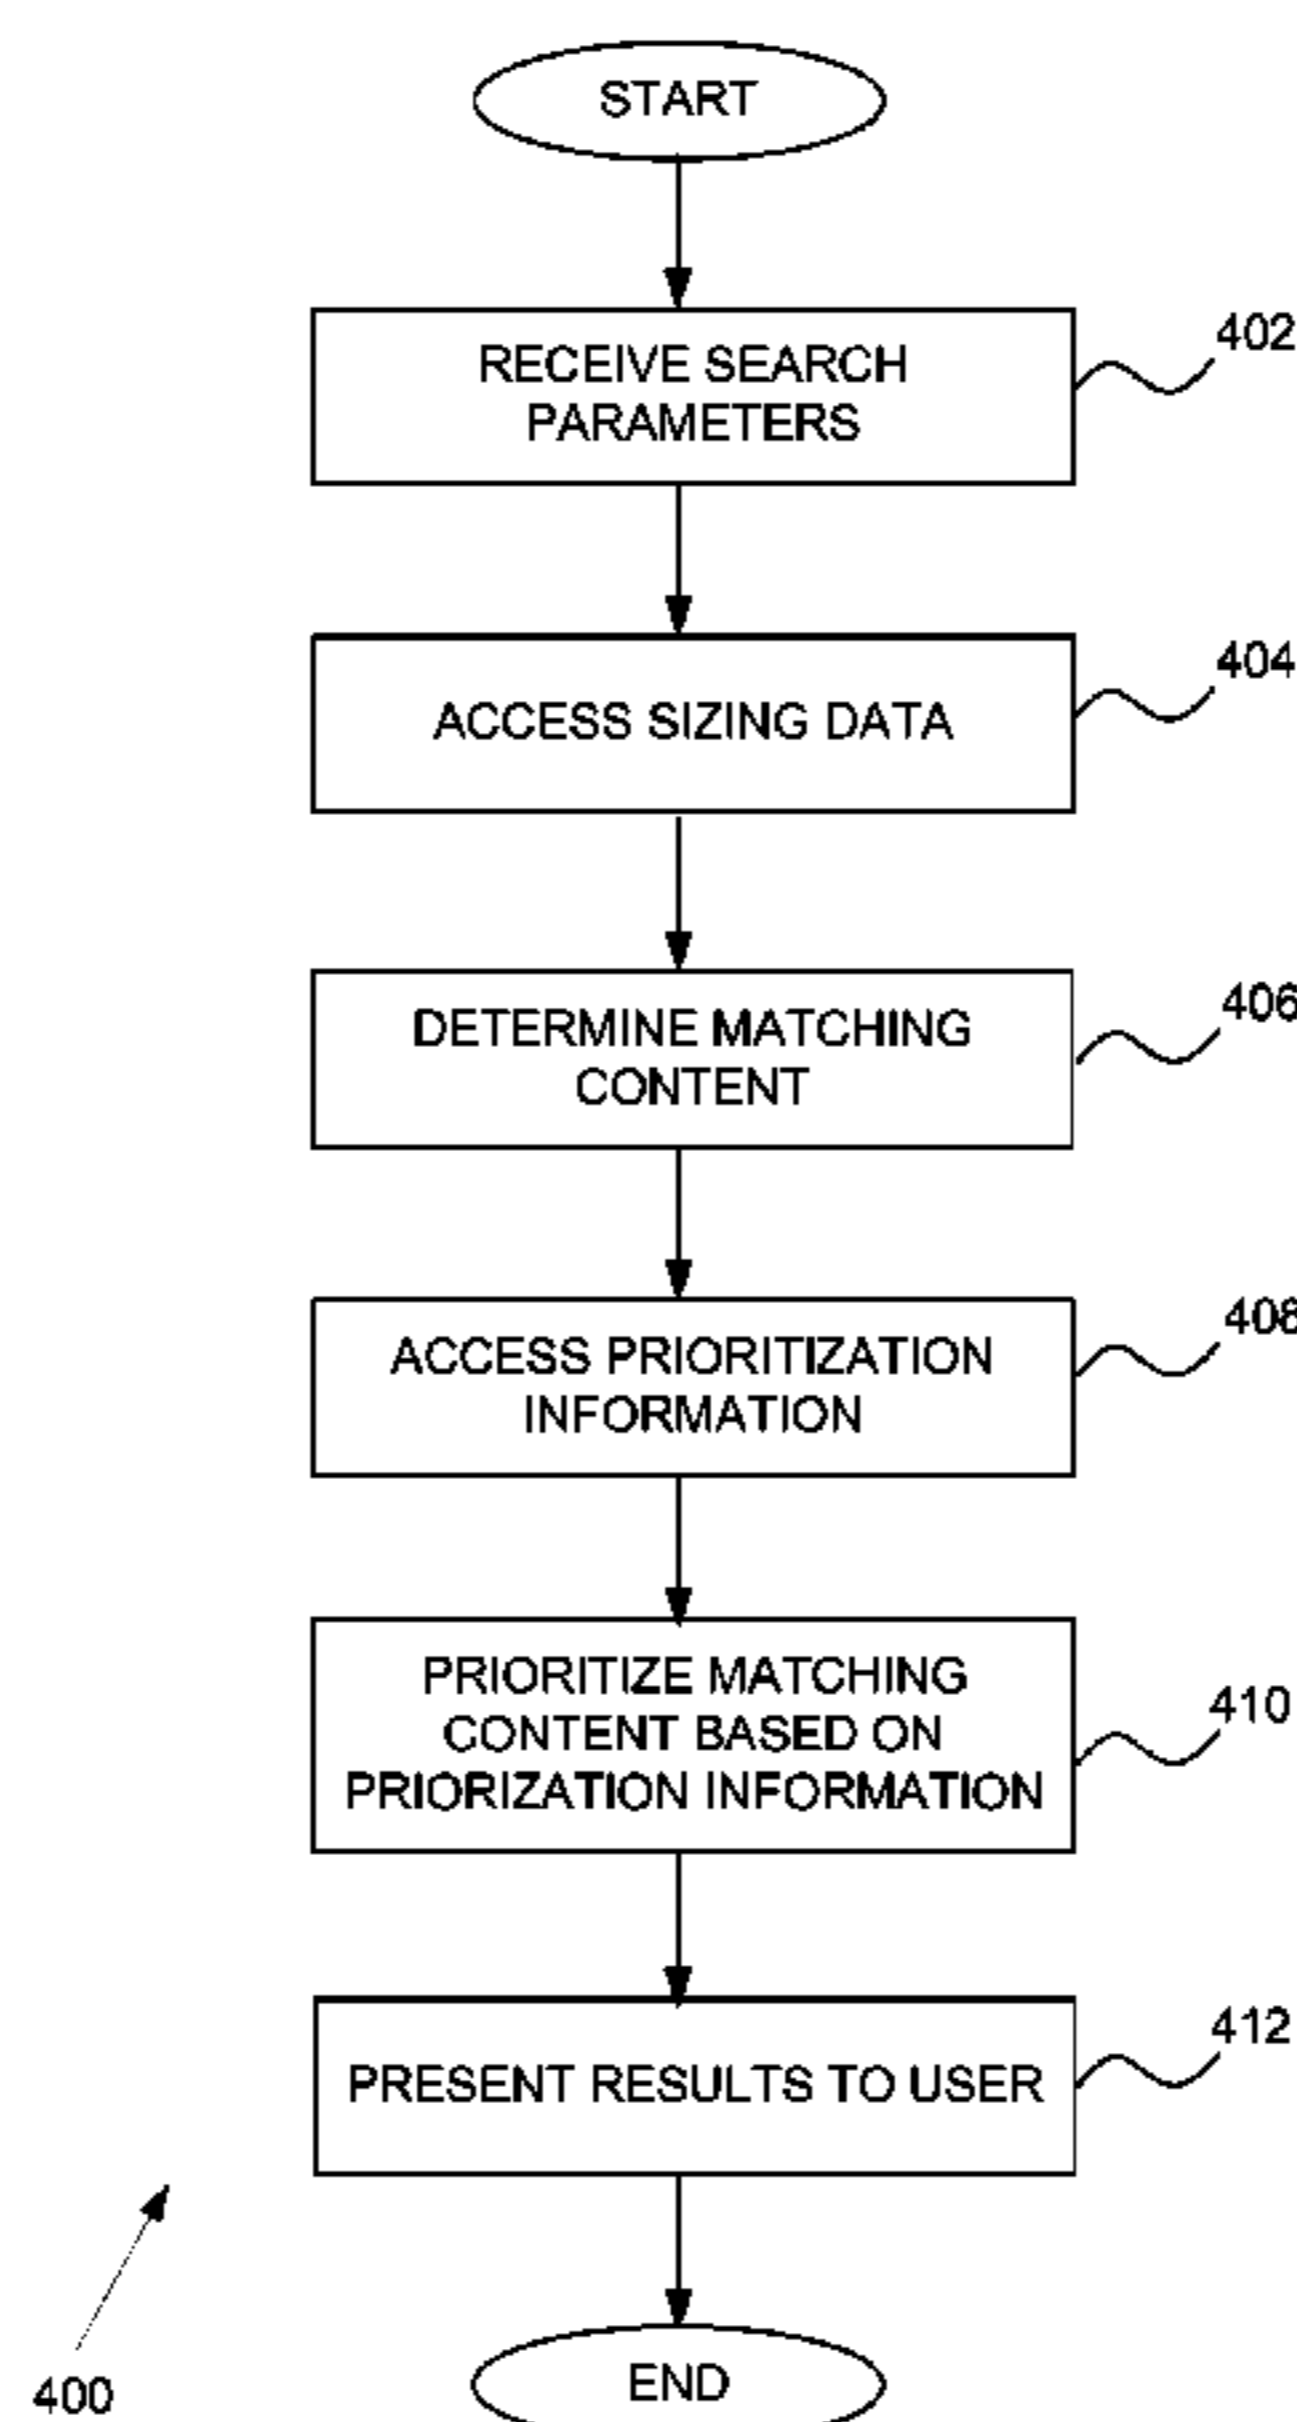 START
RECEIVE SEARCH
PARAMETERS
402
ACCESS SIZING DATA
404
DETERMINE MATCHING
CONTENT
406
ACCESS PRIORITIZATION
INFORMATION
408
PRIORITIZE MATCHING
CONTENT BASED ON
PRIORIZATION INFORMATION
410
PRESENT RESULTS TO USER
412
END
400